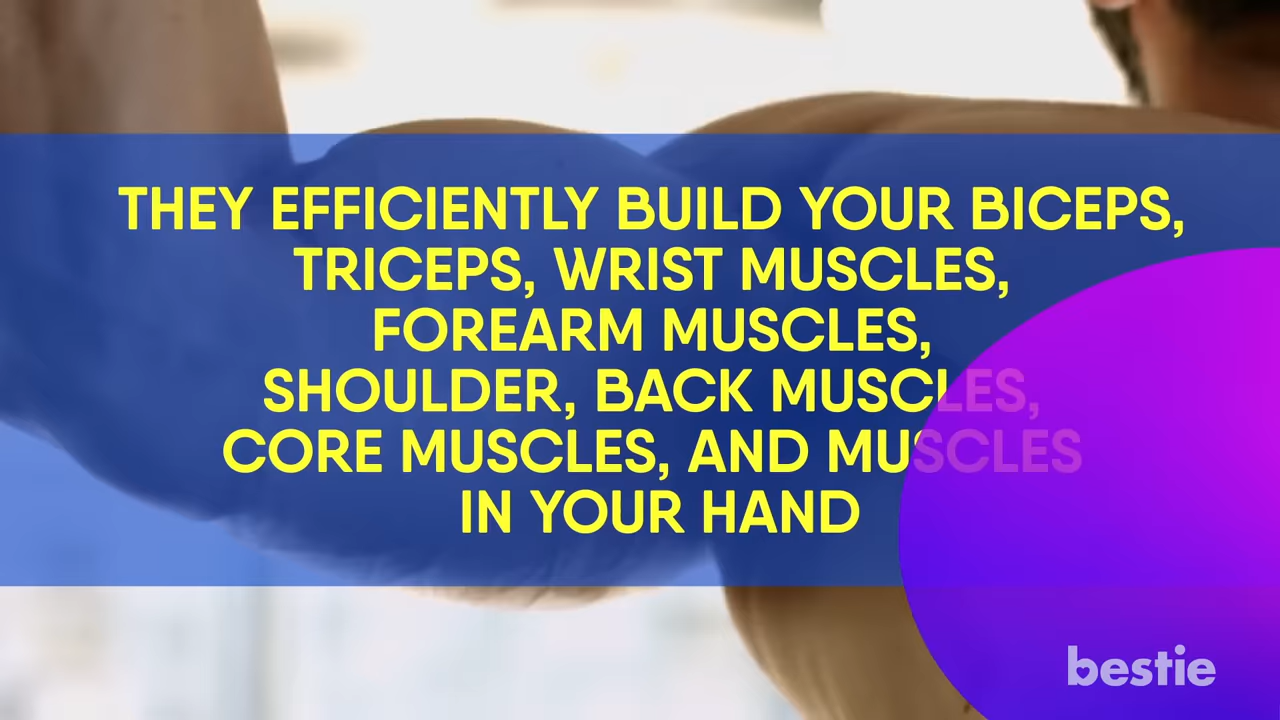 THEY EFFICIENTLY BUILD YOUR BICEPS,
TRICEPS, WRIST MUSCLES,
FOREARM MUSCLES,
SHOULDER, BACK MUSCLES,
CORE MUSCLES, AND MUSCLES
IN YOUR HAND
bestie